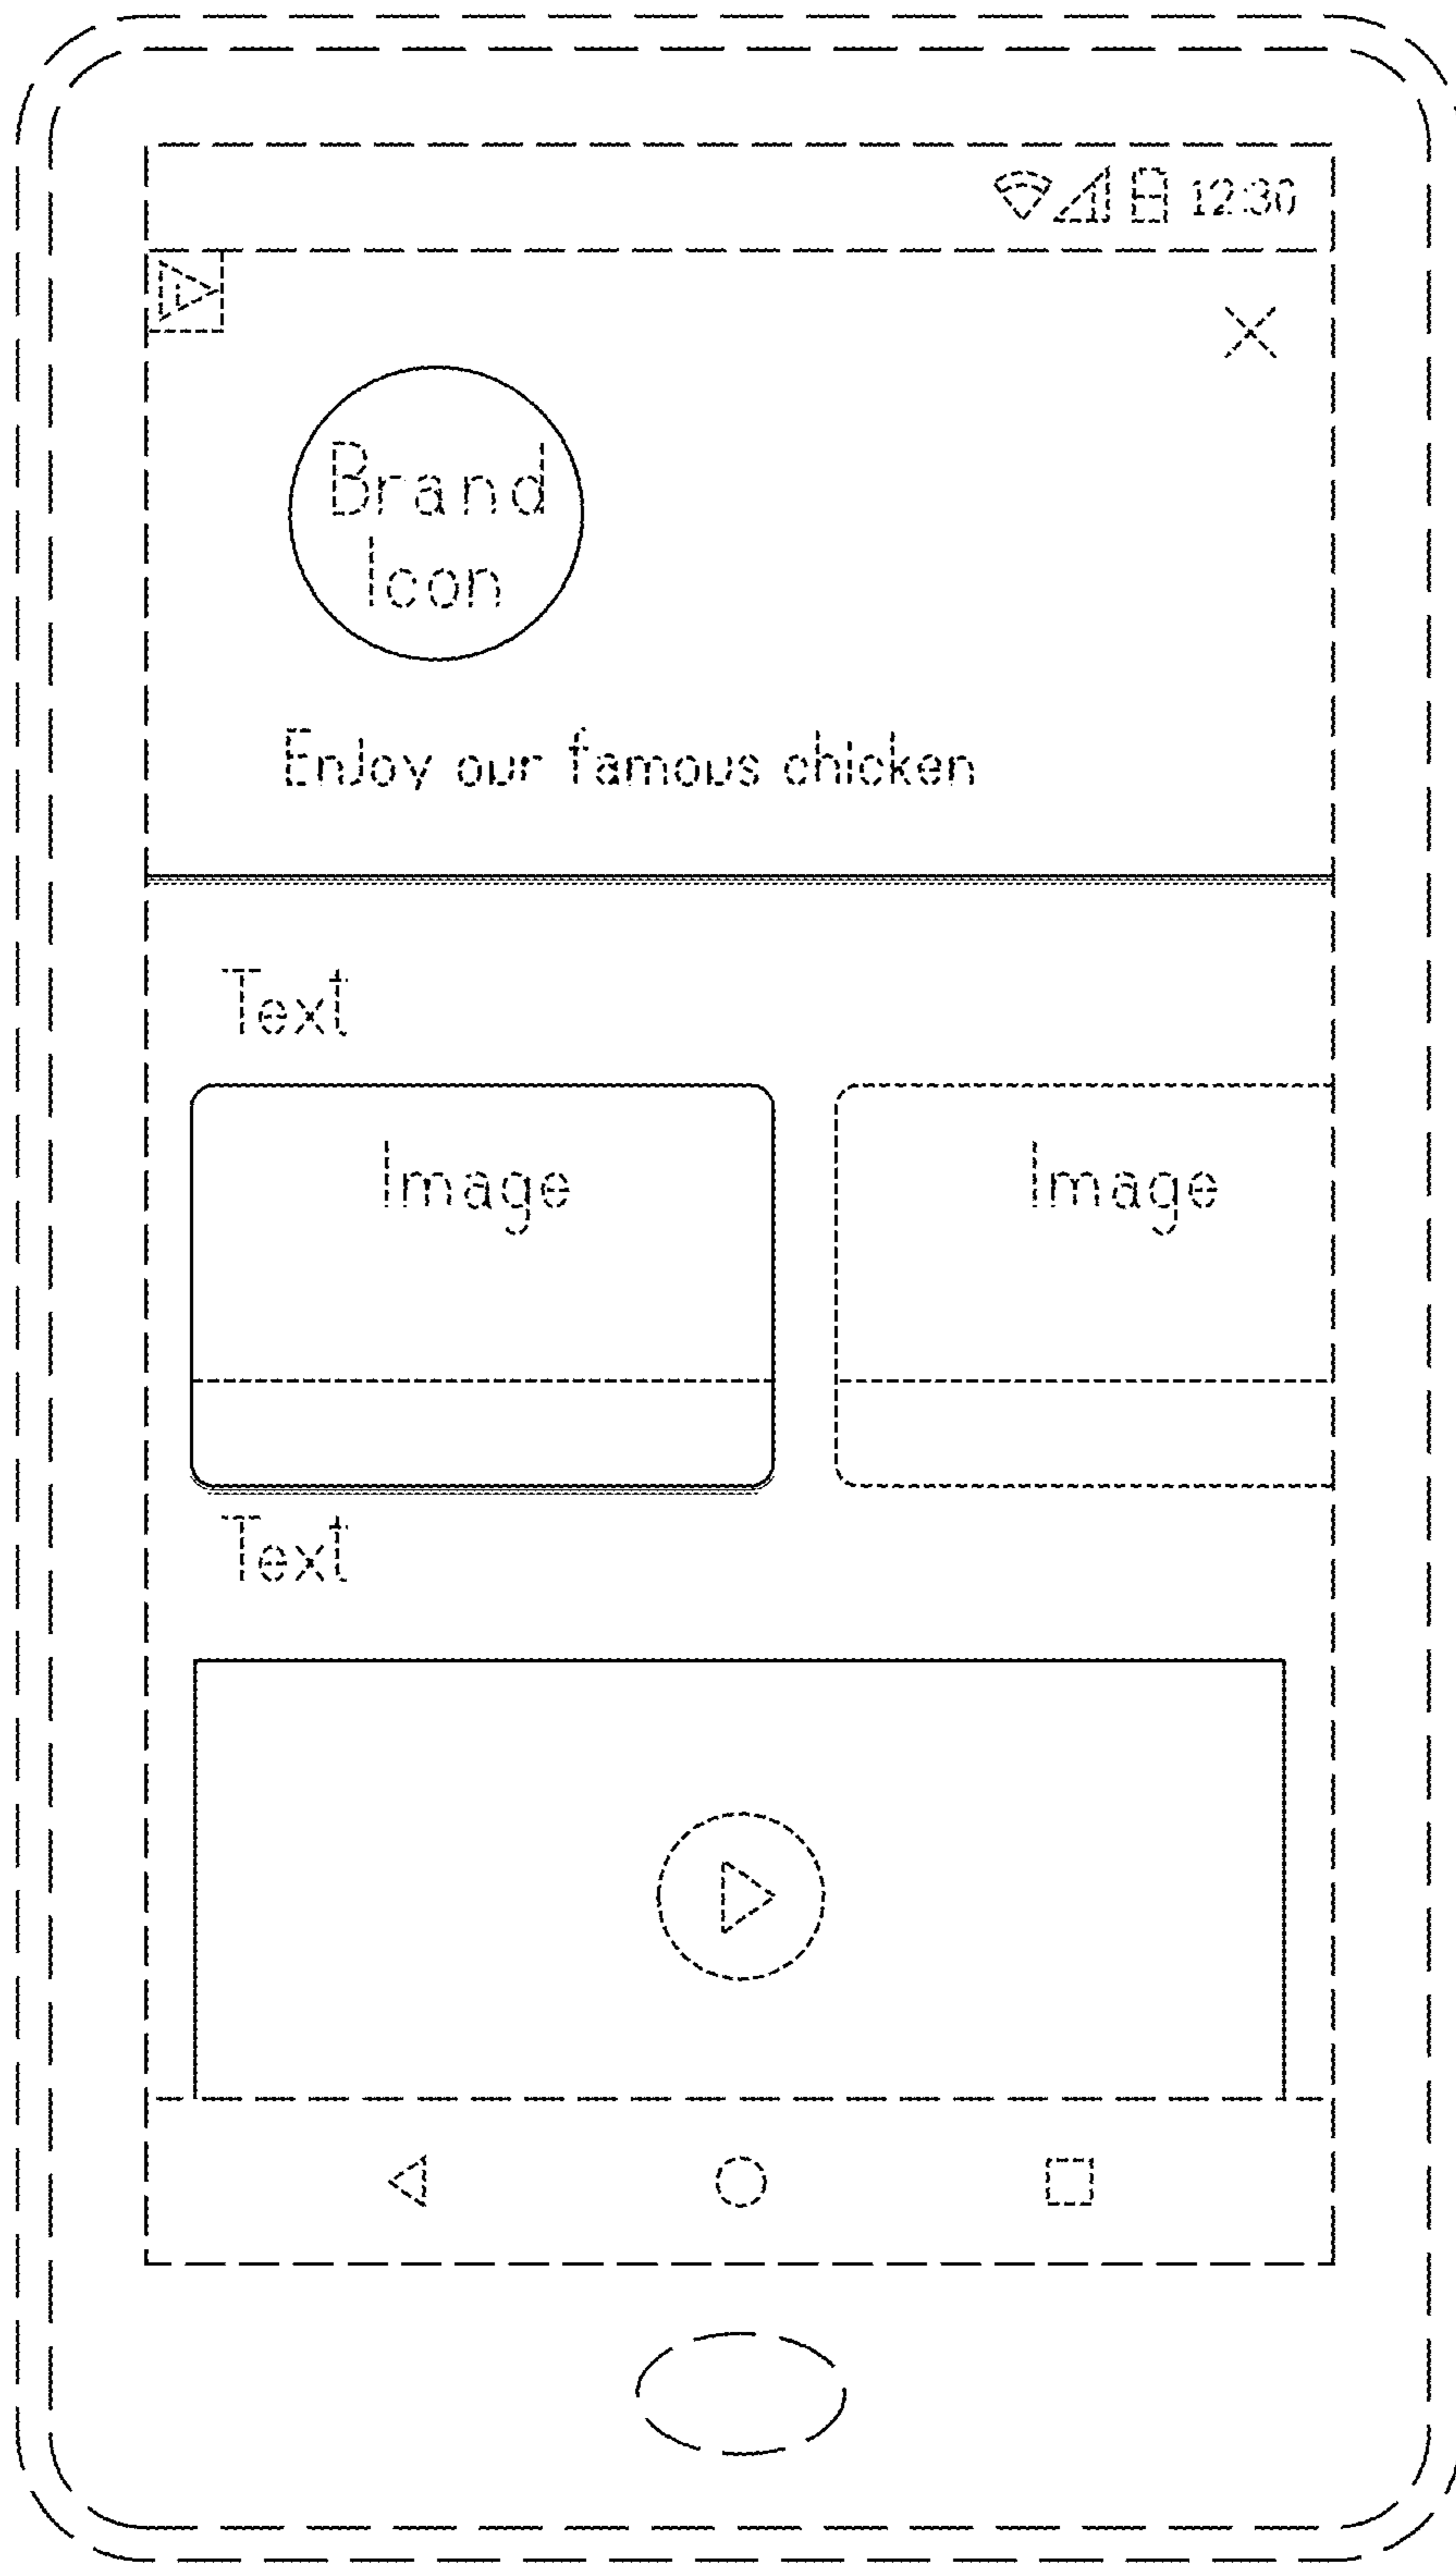 12:30
Brand
Icon
Enjoy our famous chicken
Text
Image Image
Text